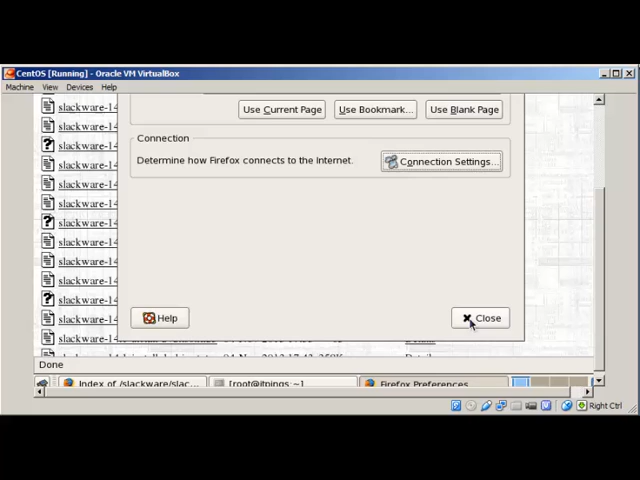 CentOS [Running] - Oracle VM VirtualBox
Machine View Devices Help
slackware-14
Use Current Page Use Bookmark... Use Blank Page
slackware-14
Connection
slackware-14
Determine how Firefox connects to the Internet. Connection Settings...
slackware-14
slackware-14
slackware-14
slackware-14
slackware-14
slackware-14
slackware-14
slackware-14
slackware-14
Help Close
Done
Index of /slackware/slac... [root@itpings:~] Firefox Preferences
Right Ctrl